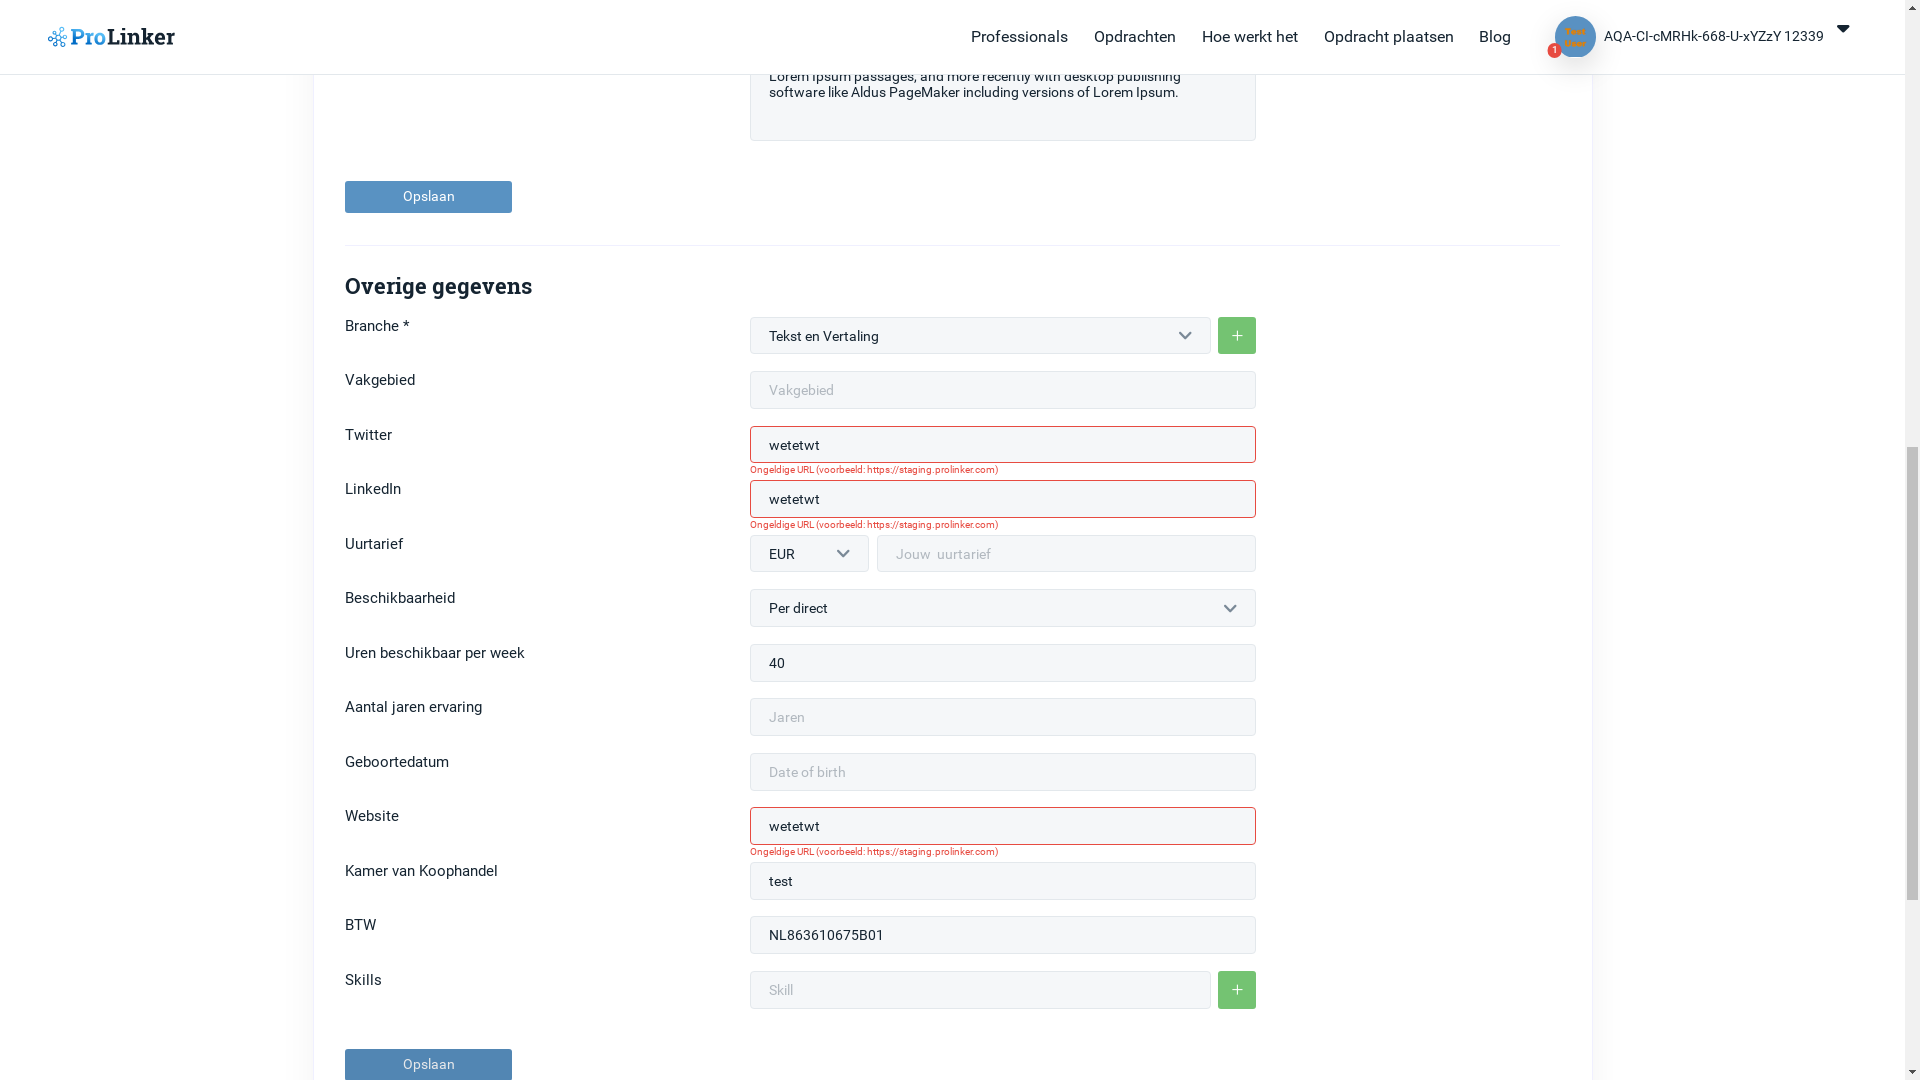 ProLinker
Professionals
Opdrachten
Hoe werkt het
Opdracht plaatsen
Blog
1
AQA-CI-cMRHk-668-U-xYZzY 12339
Lorem Ipsum passages, and more recently with desktop publishing
software like Aldus PageMaker including versions of Lorem Ipsum.
Opslaan
Overige gegevens
Branche *
Tekst en Vertaling
+
Vakgebied
Vakgebied
Twitter
wetetwt
Ongeldige URL (voorbeeld: https://staging.prolinker.com)
LinkedIn
wetetwt
Ongeldige URL (voorbeeld: https://staging.prolinker.com)
Uurtarief
EUR
Jouw uurtarief
Beschikbaarheid
Per direct
Uren beschikbaar per week
40
Aantal jaren ervaring
Jaren
Geboortedatum
Date of birth
Website
wetetwt
Ongeldige URL (voorbeeld: https://staging.prolinker.com)
Kamer van Koophandel
test
BTW
NL863610675B01
Skills
Skill
+
Opslaan